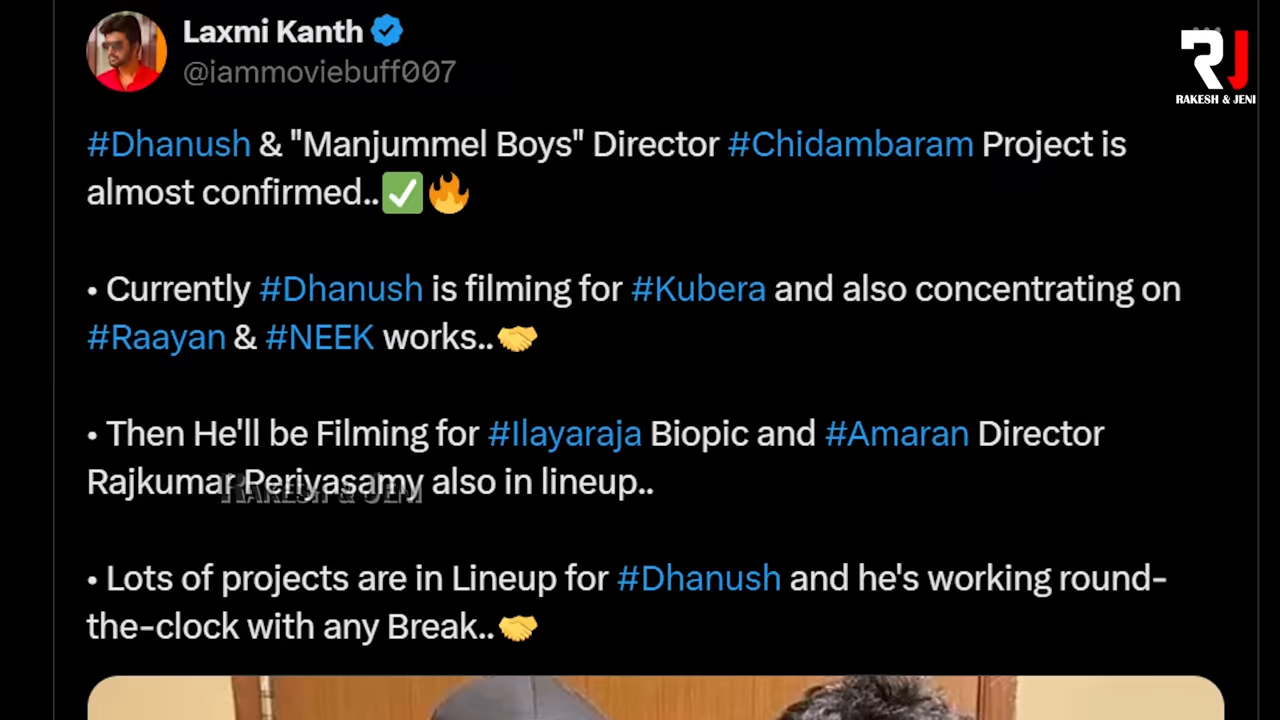 Laxmi Kanth
@iammoviebuff007
RJ
RAKESH & JENI
#Dhanush & "Manjummel Boys" Director #Chidambaram Project is
almost confirmed..✅🔥
• Currently #Dhanush is filming for #Kubera and also concentrating on
#Raayan & #NEEK works..🤝
• Then He'll be Filming for #Ilayaraja Biopic and #Amaran Director
Rajkumar Periyasamy also in lineup..
RAKESH & JENI
• Lots of projects are in Lineup for #Dhanush and he's working round-
the-clock with any Break..🤝